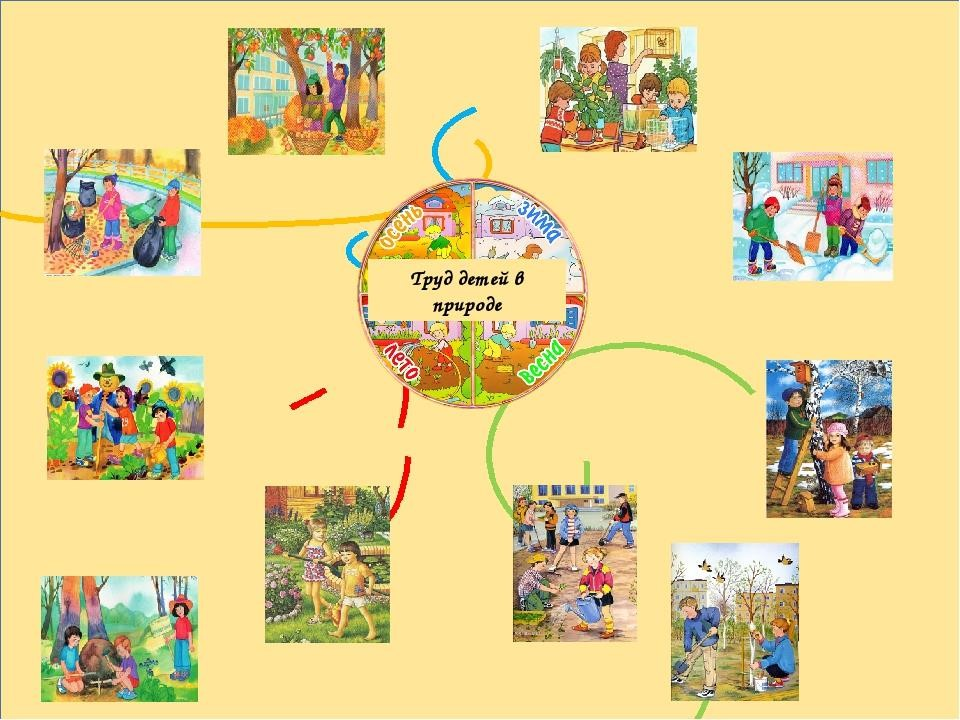 осень
зима
Труд детей в
природе
лето
весна